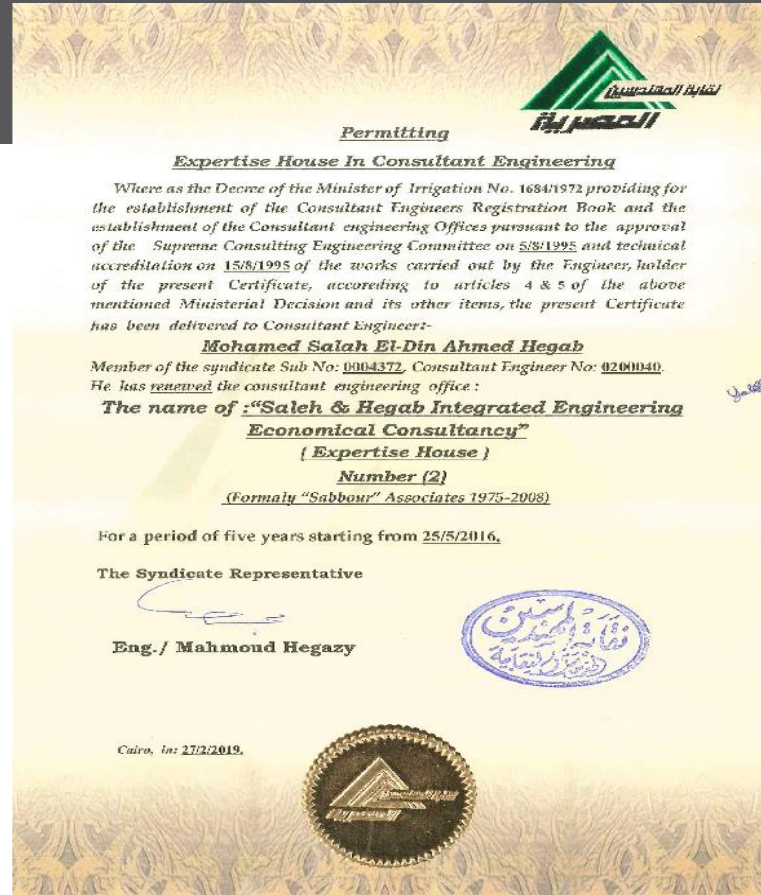 نقابة المهندسين
المصرية
Permitting
Expertise House In Consultant Engineering
Where as the Decree of the Minister of Irrigation No. 1684/1972 providing for
the establishment of the Consultant Engineers Registration Book and the
establishment of the Consultant engineering Offices pursuant to the approval
of the Supreme Consulting Engineering Committee on 5/8/1995 and technical
accreditation on 15/8/1995 of the works carried out by the Engineer, holder
of the present Certificate, according to articles 4 & 5 of the above
mentioned Ministerial Decision and its other items, the present Certificate
has been delivered to Consultant Engineer:-
Mohamed Salah El-Din Ahmed Hegab
Member of the syndicate Sub No: 0004372, Consultant Engineer No: 0200040.
He has renewed the consultant engineering office :
The name of :“Saleh & Hegab Integrated Engineering
Economical Consultancy”
( Expertise House )
Number (2)
(Formaly “Sabbour” Associates 1975-2008)
For a period of five years starting from 25/5/2016.
The Syndicate Representative
Eng./ Mahmoud Hegazy
نقابة المهندسين
Cairo, in: 27/2/2019.
نقابة المهندسين
المصرية